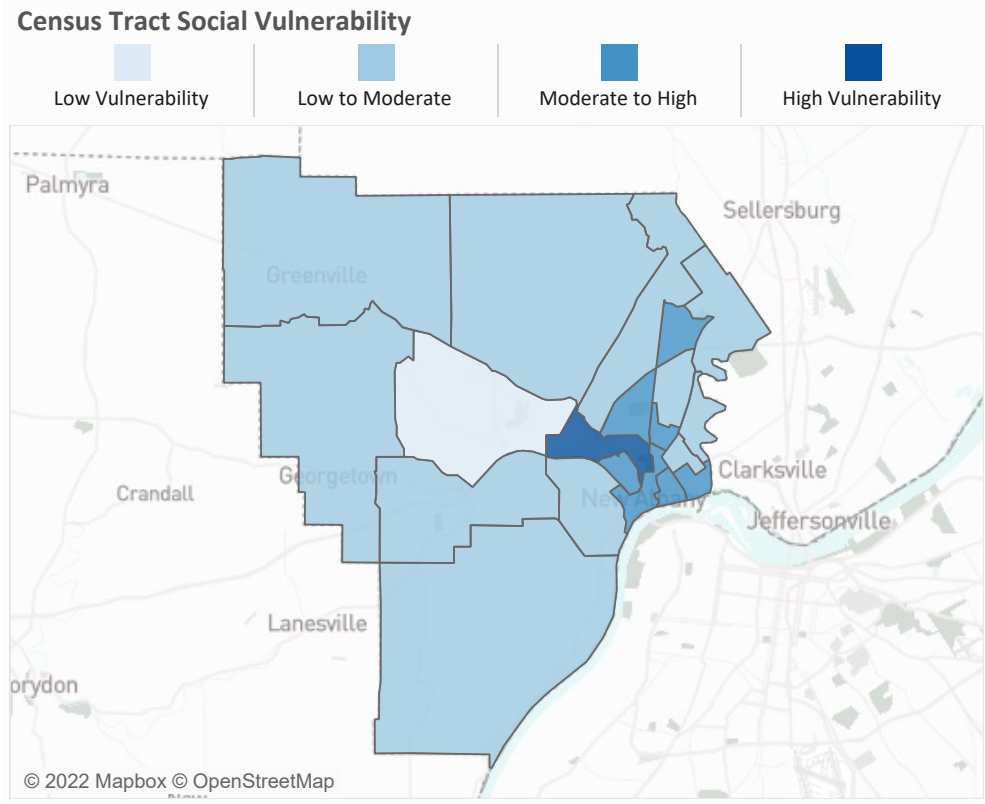 Census Tract Social Vulnerability
Low Vulnerability
Low to Moderate
Moderate to High
High Vulnerability
Palmyra
Sellersburg
Greenville
Georgetown
Clarksville
Crandall
New Albany
Jeffersonville
Lanesville
orydon
© 2022 Mapbox © OpenStreetMap